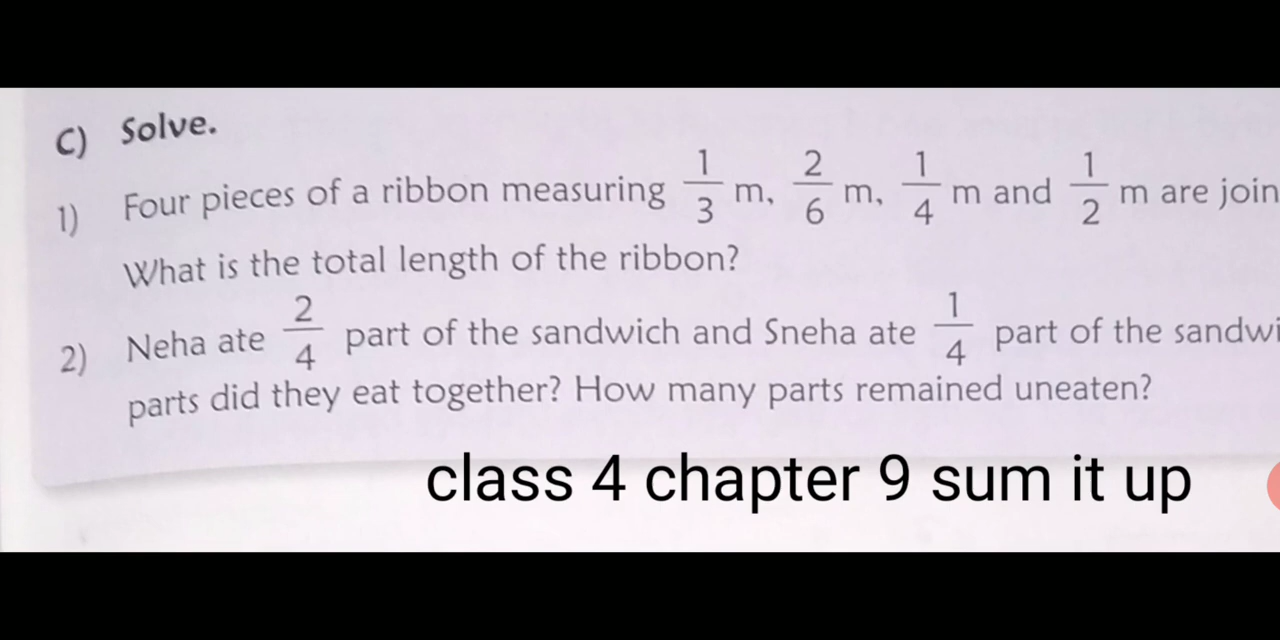 C) Solve.
1) Four pieces of a ribbon measuring 1/3 m, 2/6 m, 1/4 m and 1/2 m are join
What is the total length of the ribbon?
2) Neha ate 2/4 part of the sandwich and Sneha ate 1/4 part of the sandwi
parts did they eat together? How many parts remained uneaten?
class 4 chapter 9 sum it up